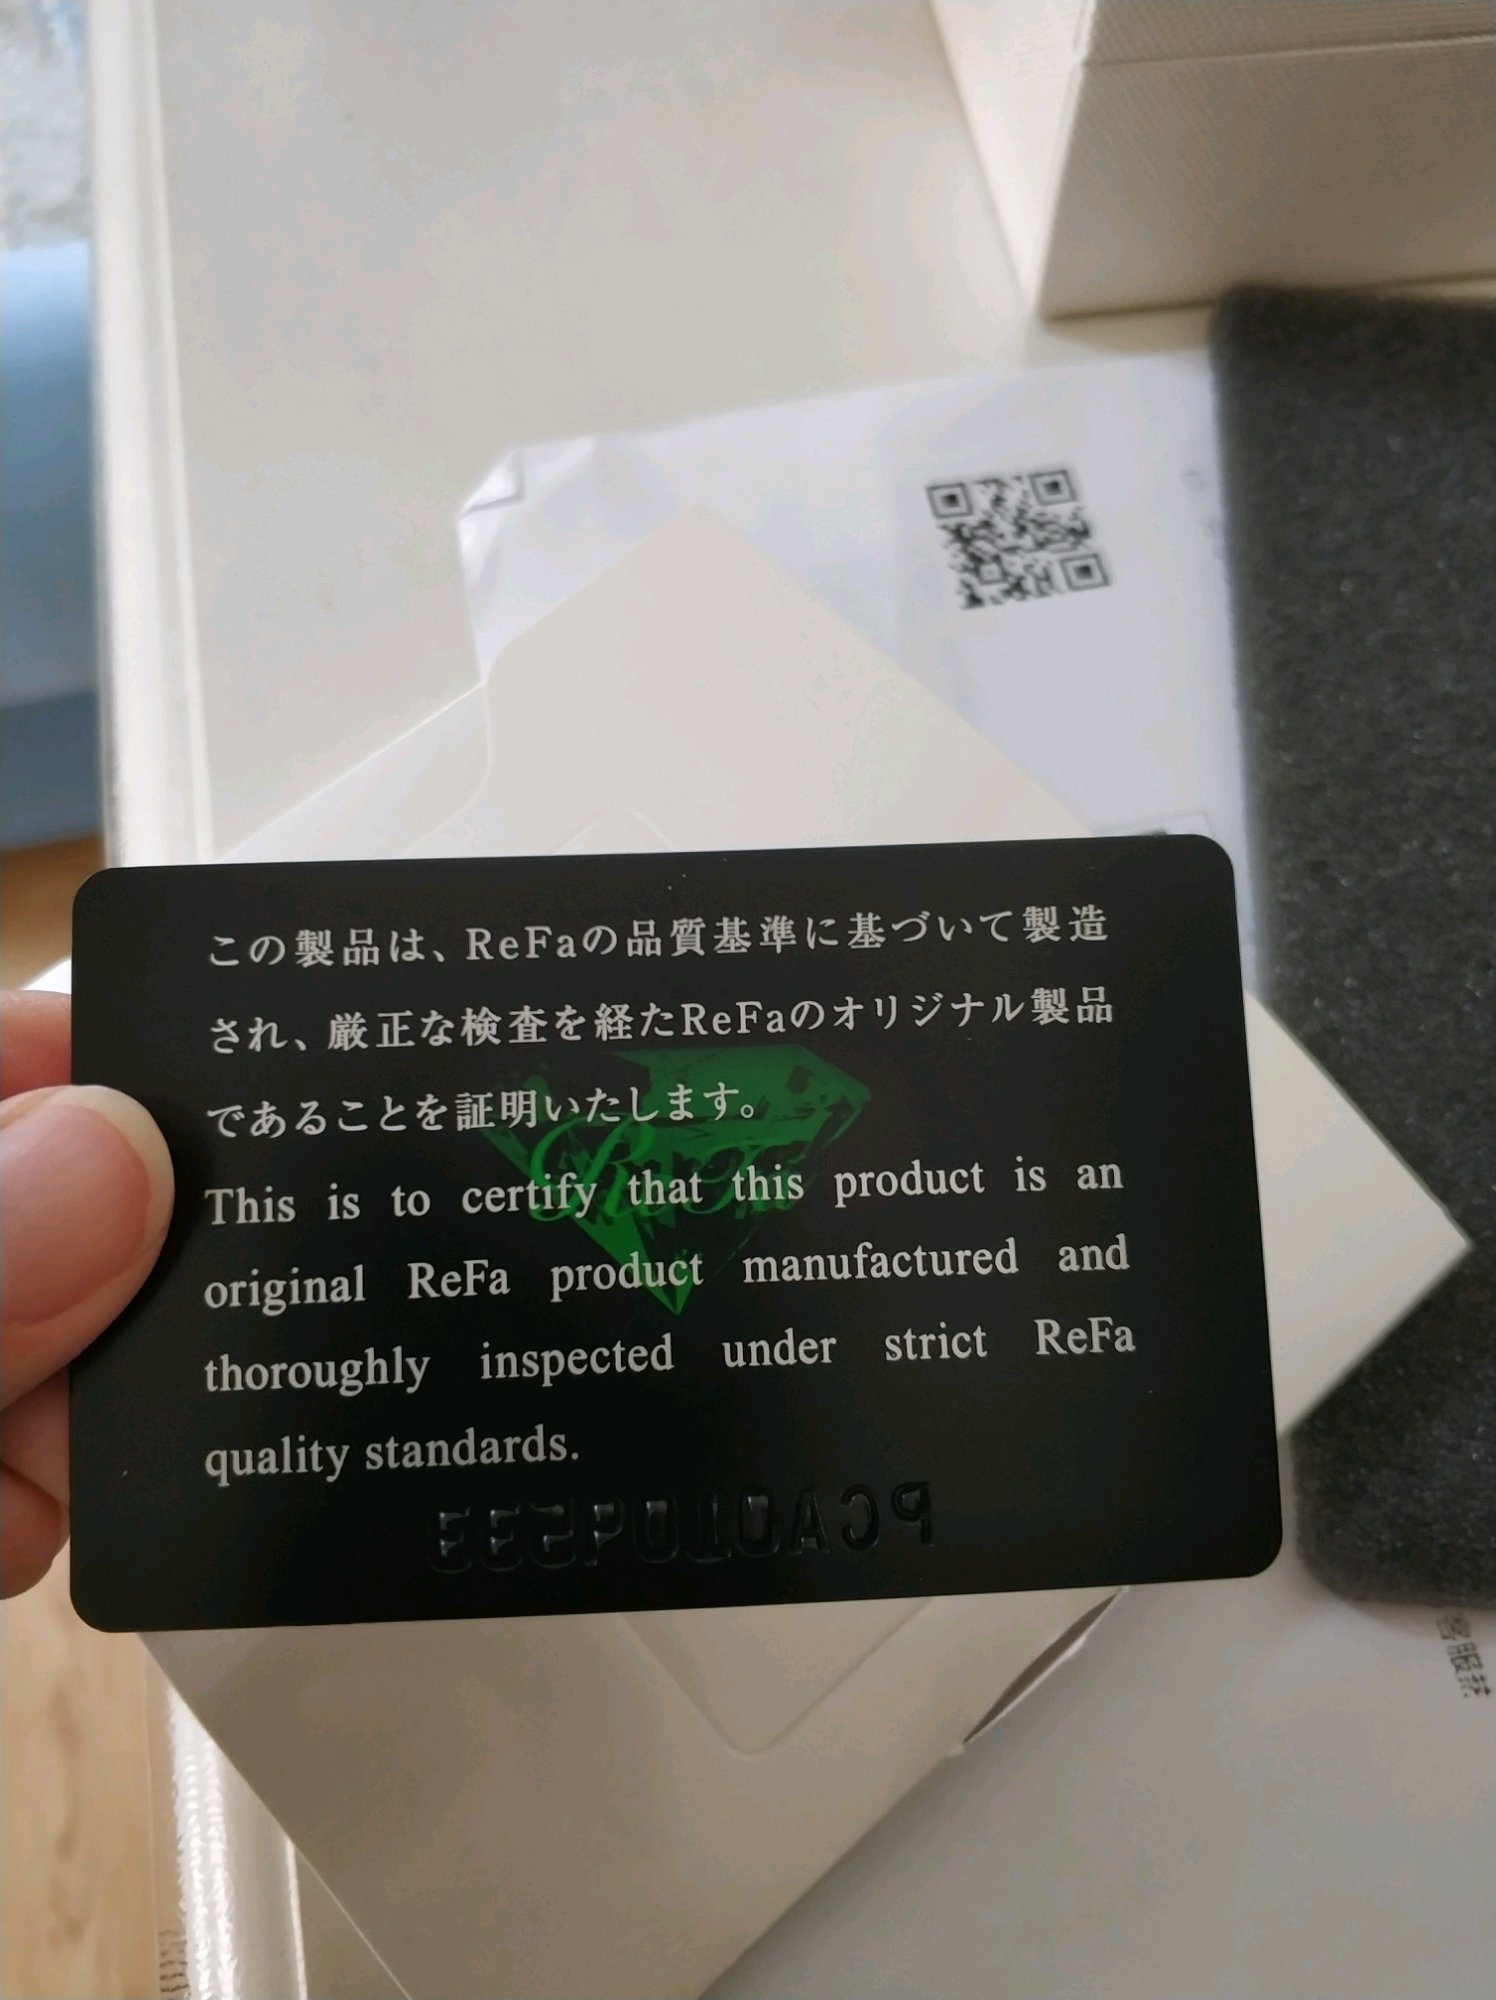 この製品は、ReFaの品質基準に基づいて製造
され、厳正な検査を経たReFaのオリジナル製品
であることを証明いたします。
This is to certify that this product is an
original ReFa product manufactured and
thoroughly inspected under strict ReFa
quality standards.
ReFa
客服热